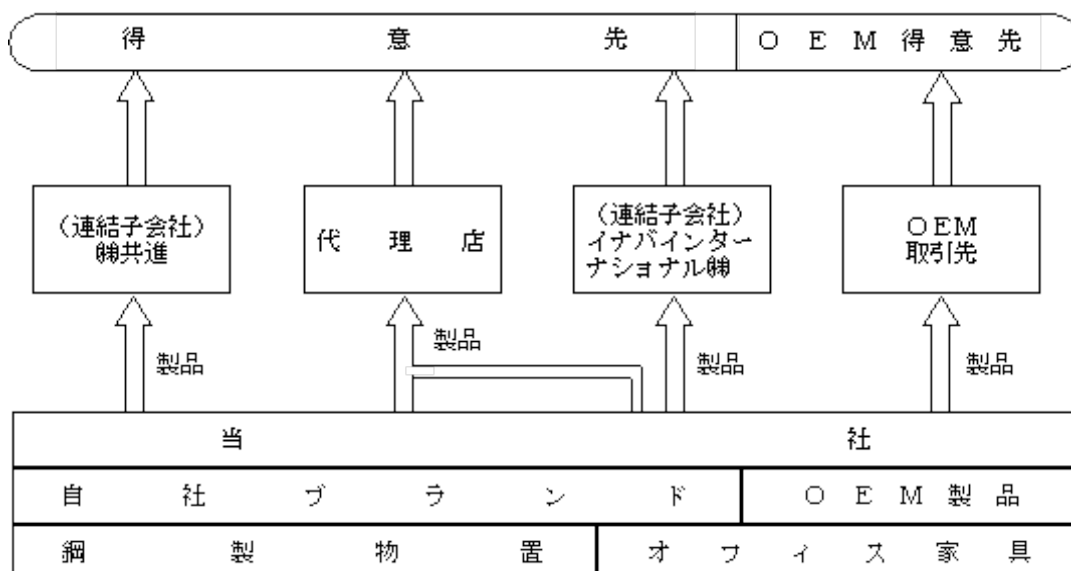 得意先
OEM得意先
(連結子会社)
㈱共進
代理店
(連結子会社)
イナバインター
ナショナル㈱
OEM
取引先
製品
製品
製品
製品
当社
自社ブランド
OEM製品
鋼製物置
オフィス家具